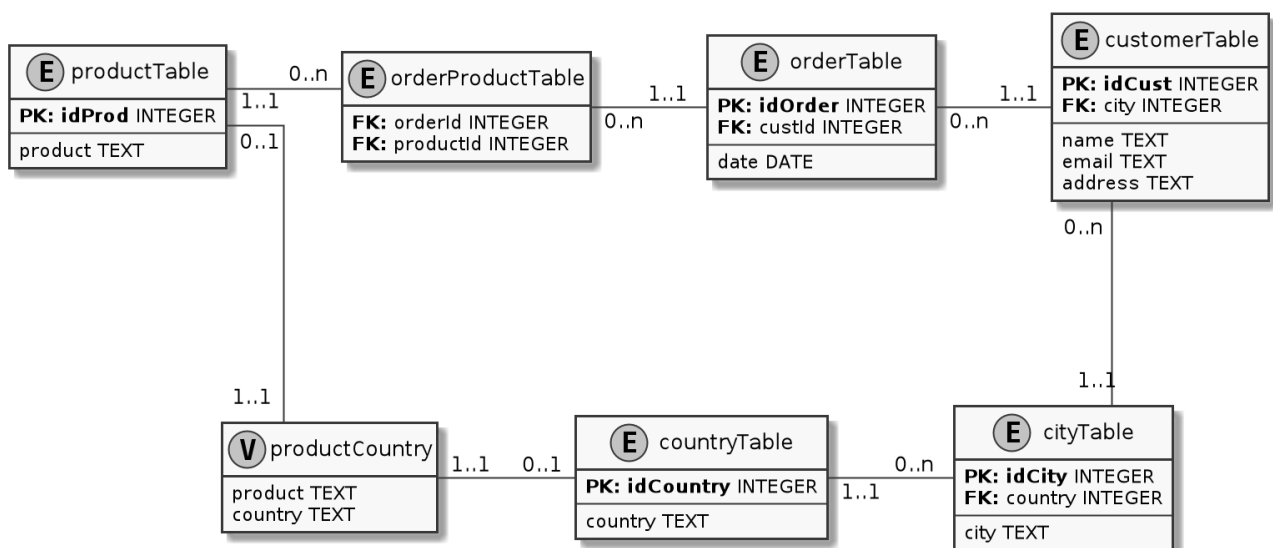 E productTable
PK: idProd INTEGER
product TEXT
0..n
1..1
0..1
E orderProductTable
FK: orderId INTEGER
FK: productId INTEGER
1..1
0..n
E orderTable
PK: idOrder INTEGER
FK: custId INTEGER
date DATE
1..1
0..n
E customerTable
PK: idCust INTEGER
FK: city INTEGER
name TEXT
email TEXT
address TEXT
0..n
1..1
1..1
V productCountry
product TEXT
country TEXT
1..1
0..1
E countryTable
PK: idCountry INTEGER
country TEXT
0..n
1..1
E cityTable
PK: idCity INTEGER
FK: country INTEGER
city TEXT